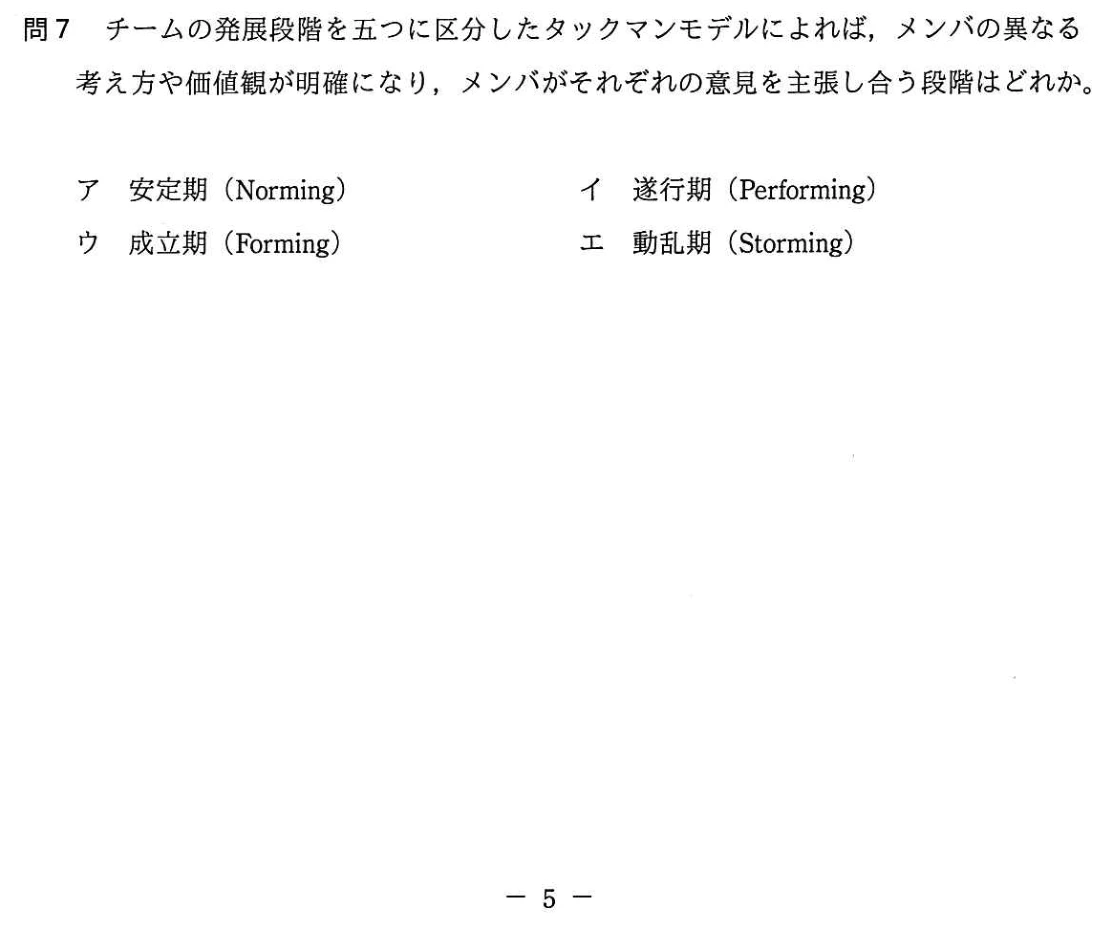 問7 チームの発展段階を五つに区分したタックマンモデルによれば，メンバの異なる
考え方や価値観が明確になり，メンバがそれぞれの意見を主張し合う段階はどれか。
ア 安定期（Norming） イ 遂行期（Performing）
ウ 成立期（Forming） エ 動乱期（Storming）
－ 5 －